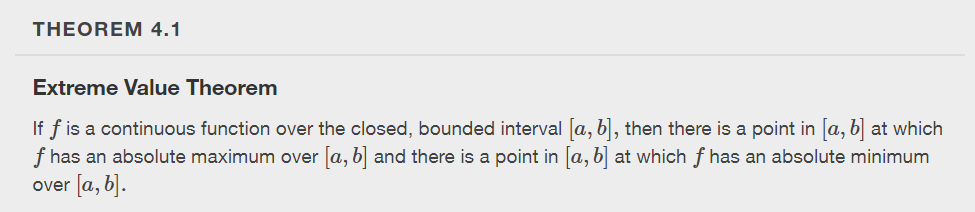 THEOREM 4.1
Extreme Value Theorem
If f is a continuous function over the closed, bounded interval [a, b], then there is a point in [a, b] at which
f has an absolute maximum over [a, b] and there is a point in [a, b] at which f has an absolute minimum
over [a, b].